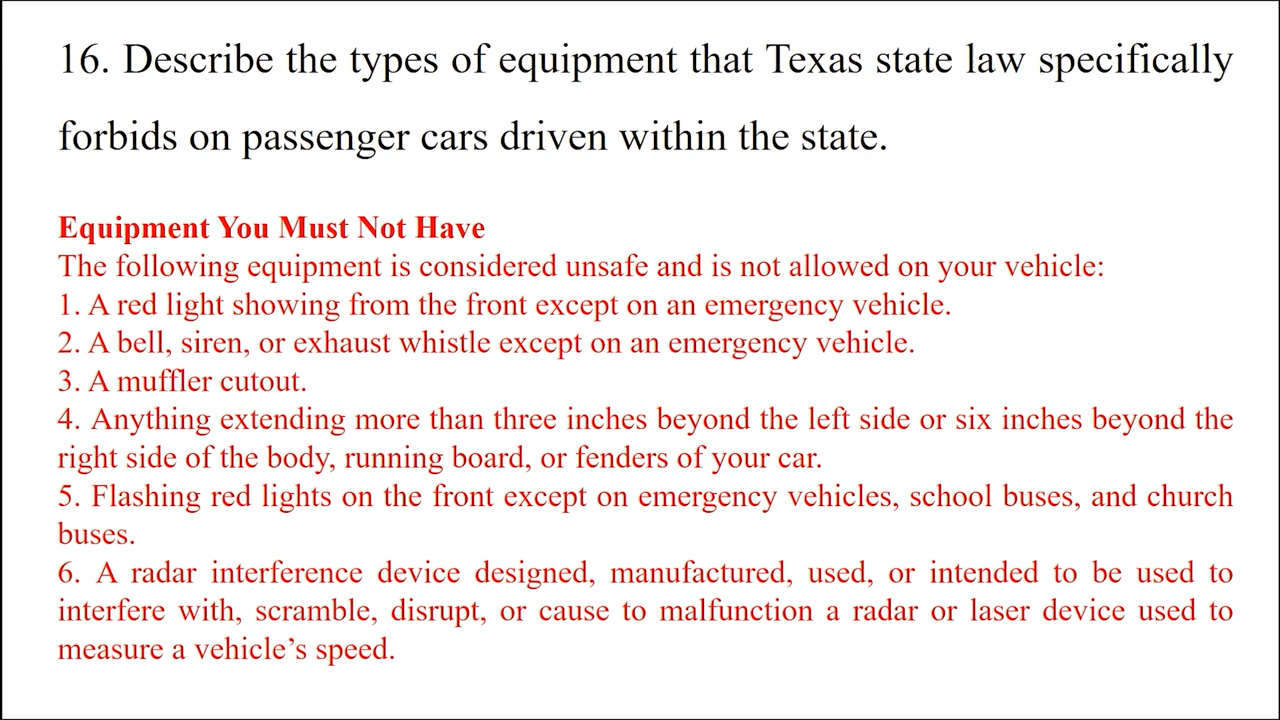 16. Describe the types of equipment that Texas state law specifically
forbids on passenger cars driven within the state.
Equipment You Must Not Have
The following equipment is considered unsafe and is not allowed on your vehicle:
1. A red light showing from the front except on an emergency vehicle.
2. A bell, siren, or exhaust whistle except on an emergency vehicle.
3. A muffler cutout.
4. Anything extending more than three inches beyond the left side or six inches beyond the
right side of the body, running board, or fenders of your car.
5. Flashing red lights on the front except on emergency vehicles, school buses, and church
buses.
6. A radar interference device designed, manufactured, used, or intended to be used to
interfere with, scramble, disrupt, or cause to malfunction a radar or laser device used to
measure a vehicle’s speed.